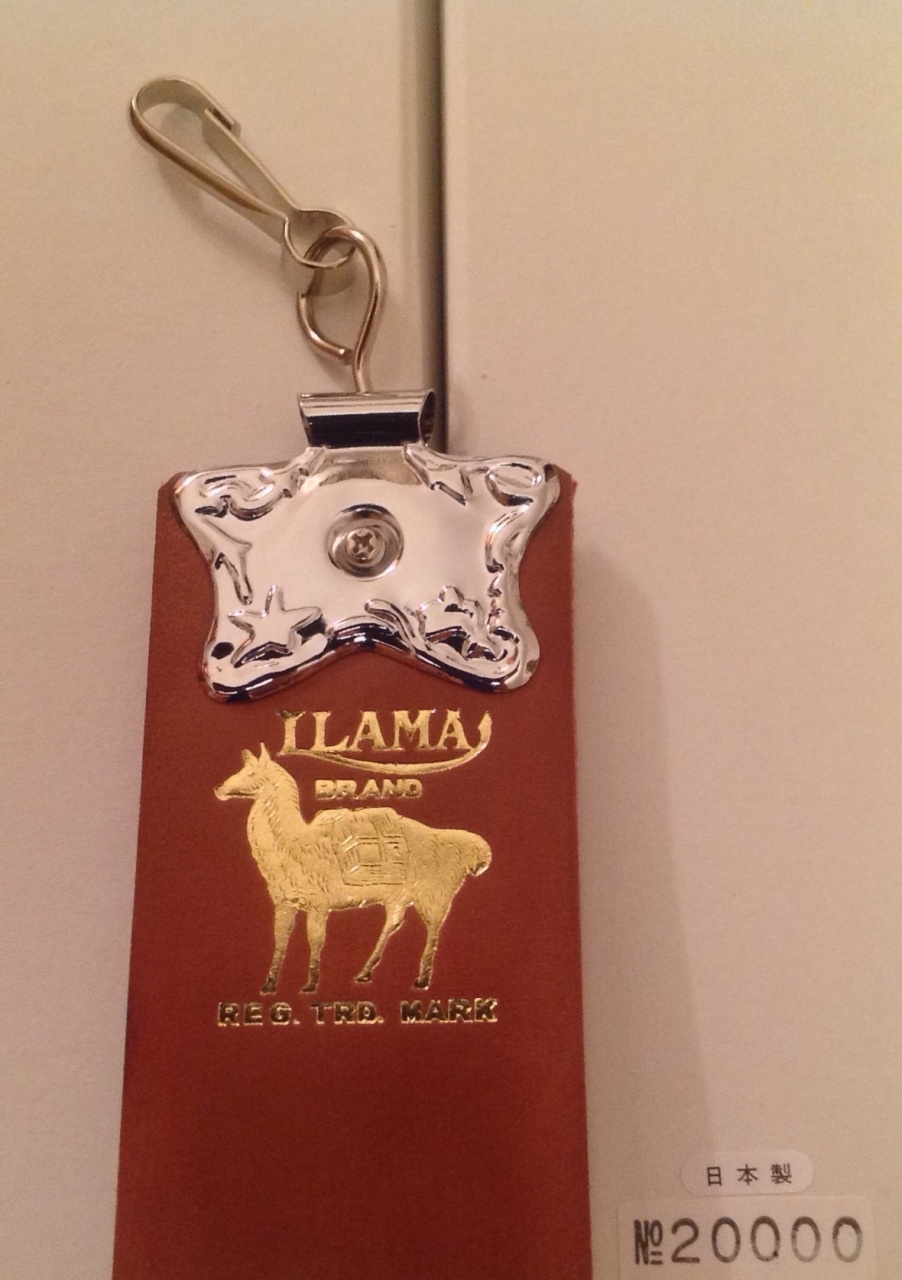 LLAMA
BRAND
REG. TRD. MARK
日本製
№20000